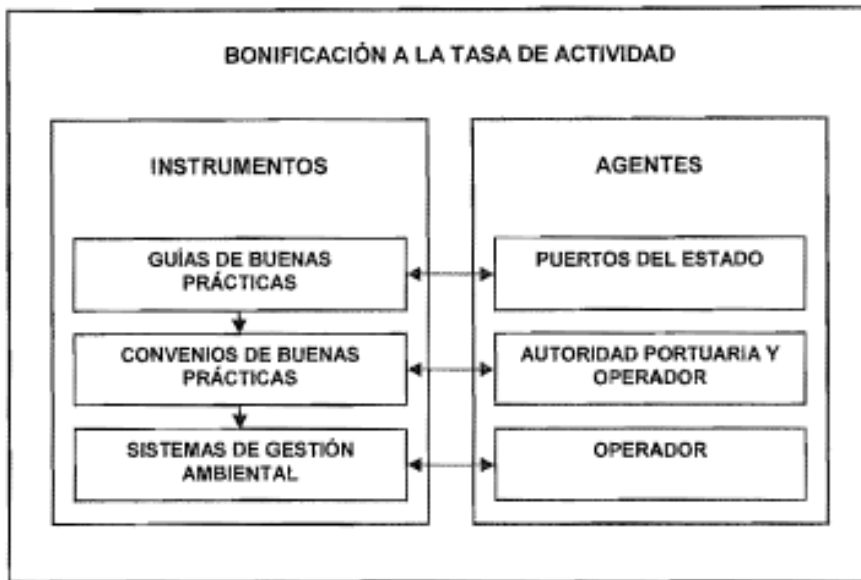 BONIFICACIÓN A LA TASA DE ACTIVIDAD
INSTRUMENTOS
GUÍAS DE BUENAS
PRÁCTICAS
CONVENIOS DE BUENAS
PRÁCTICAS
SISTEMAS DE GESTIÓN
AMBIENTAL
AGENTES
PUERTOS DEL ESTADO
AUTORIDAD PORTUARIA Y
OPERADOR
OPERADOR